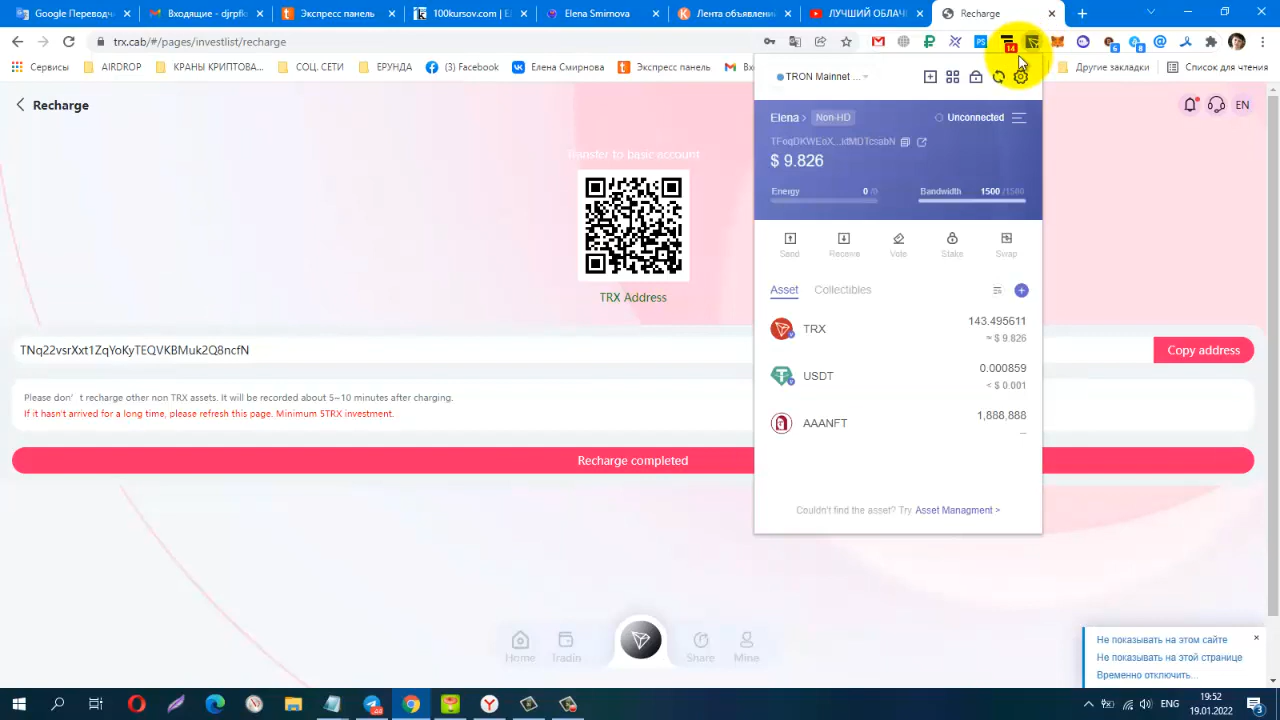 Входящи - djrpfb
Экспресс панель
100kursov.com | Е
Elena Smirnova
Лента объявлени
ЛУЧШИЙ ОБЛАЧ
Recharge
trx.cab/#/pages/investlet/recharge
Сервисы
AIRDROP
КРАНЫ КРИПТОВА...
ЕРУНДА
(3) Facebook
Елена Смирнова
Экспресс панель
Другие закладки
Список для чтения
TRON Mainnet ...
Recharge
EN
Elena >
Non-HD
Unconnected
Transfer to basic account
$ 9.826
Energy
0
Bandwidth
1500 /1500
Send
Receive
Vote
Stake
Swap
TRX Address
Asset
Collectibles
TRX
143.495611
≈ $ 9.826
TNq22vsrXxt1ZqYoKyTEQVKBMuk2Q8ncfN
Copy address
USDT
0.000859
< $ 0.001
Please don't recharge other non TRX assets. It will be recorded about 5~10 minutes after charging.
If it hasn't arrived for a long time, please refresh this page. Minimum 5TRX investment.
AAANFT
1,888,888
--
Recharge completed
Couldn't find the asset? Try Asset Managment >
Home
Tradin
Share
Mine
Не показывать на этом сайте
Не показывать на этой странице
Временно отключить...
ENG
19:52
19.01.2022